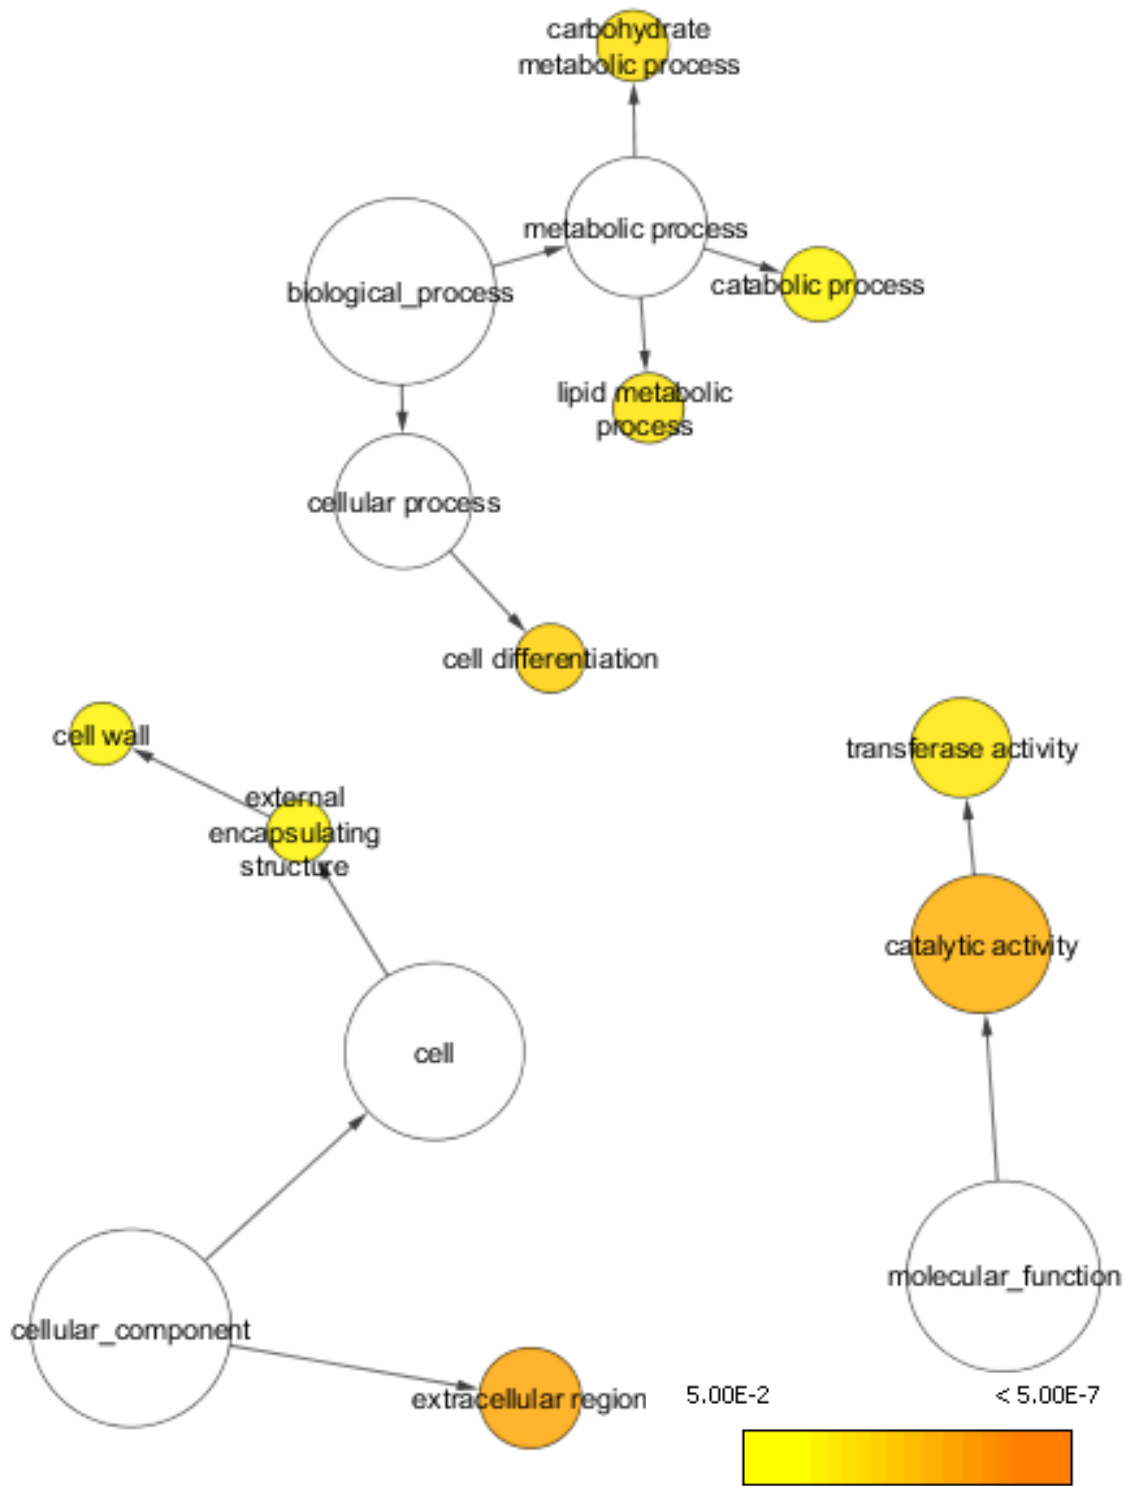 carbohydrate
metabolic process
metabolic process
catabolic process
biological_process
lipid metabolic
process
cellular process
cell differentiation
cell wall
external
encapsulating
structure
transferase activity
catalytic activity
cell
molecular_function
cellular_component
extracellular region
5.00E-2
< 5.00E-7